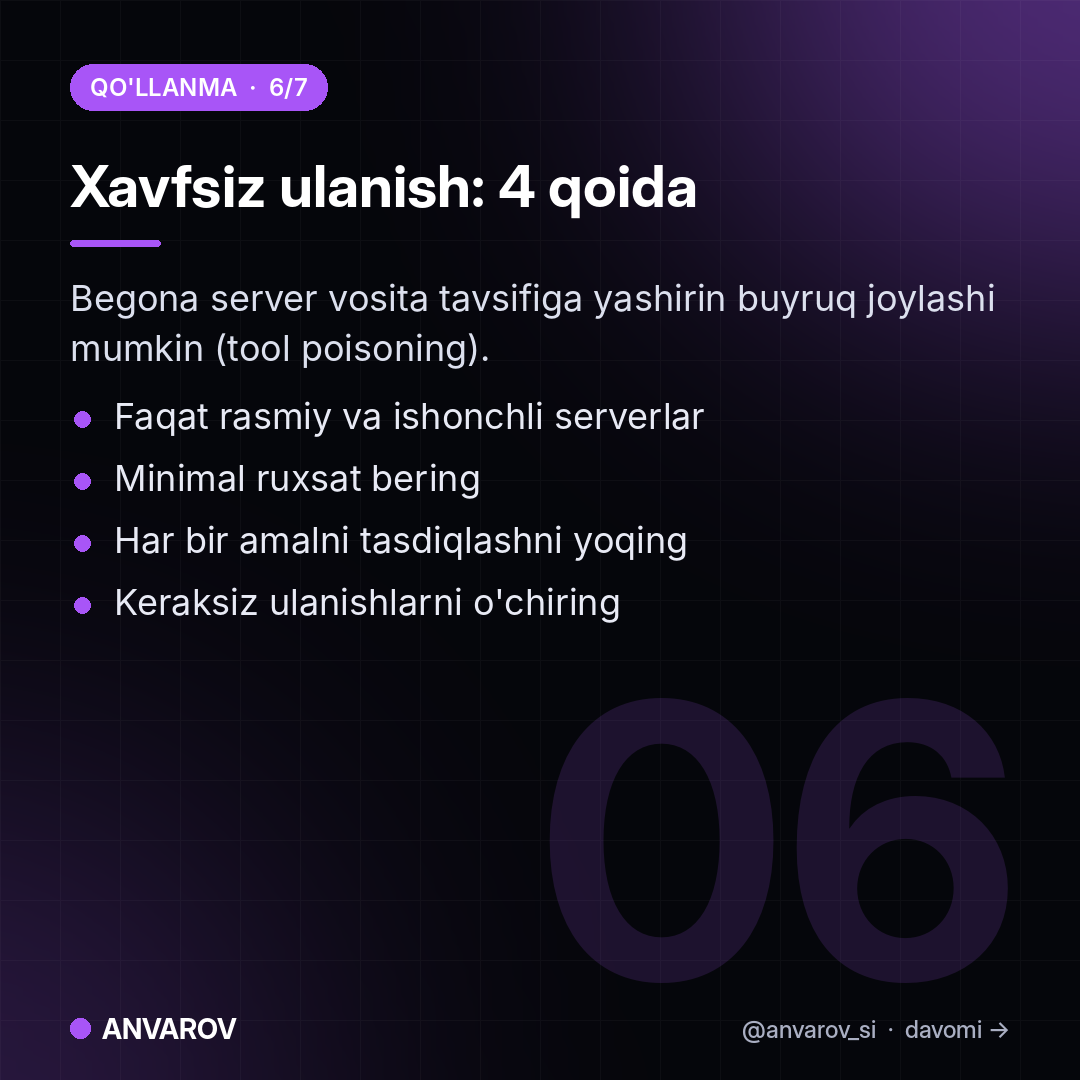 QO'LLANMA · 6/7
Xavfsiz ulanish: 4 qoida
Begona server vosita tavsifiga yashirin buyruq joylashi
mumkin (tool poisoning).
Faqat rasmiy va ishonchli serverlar
Minimal ruxsat bering
Har bir amalni tasdiqlashni yoqing
Keraksiz ulanishlarni o'chiring
06
ANVAROV
@anvarov_si · davomi →